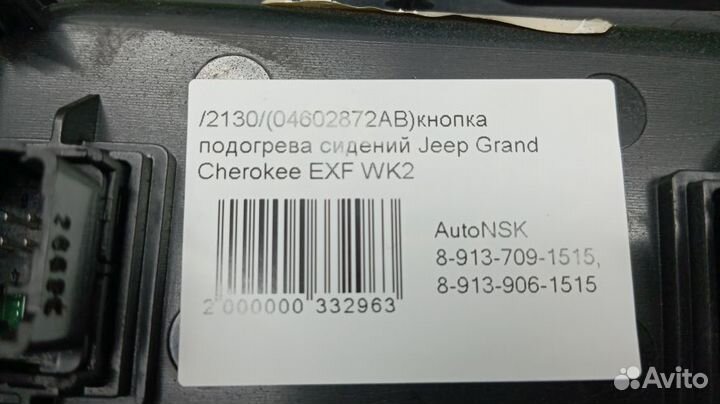 /2130/(04602872AB)кнопка
подогрева сидений Jeep Grand
Cherokee EXF WK2
AutoNSK
8-913-709-1515,
8-913-906-1515
2 000000 332963
Avito